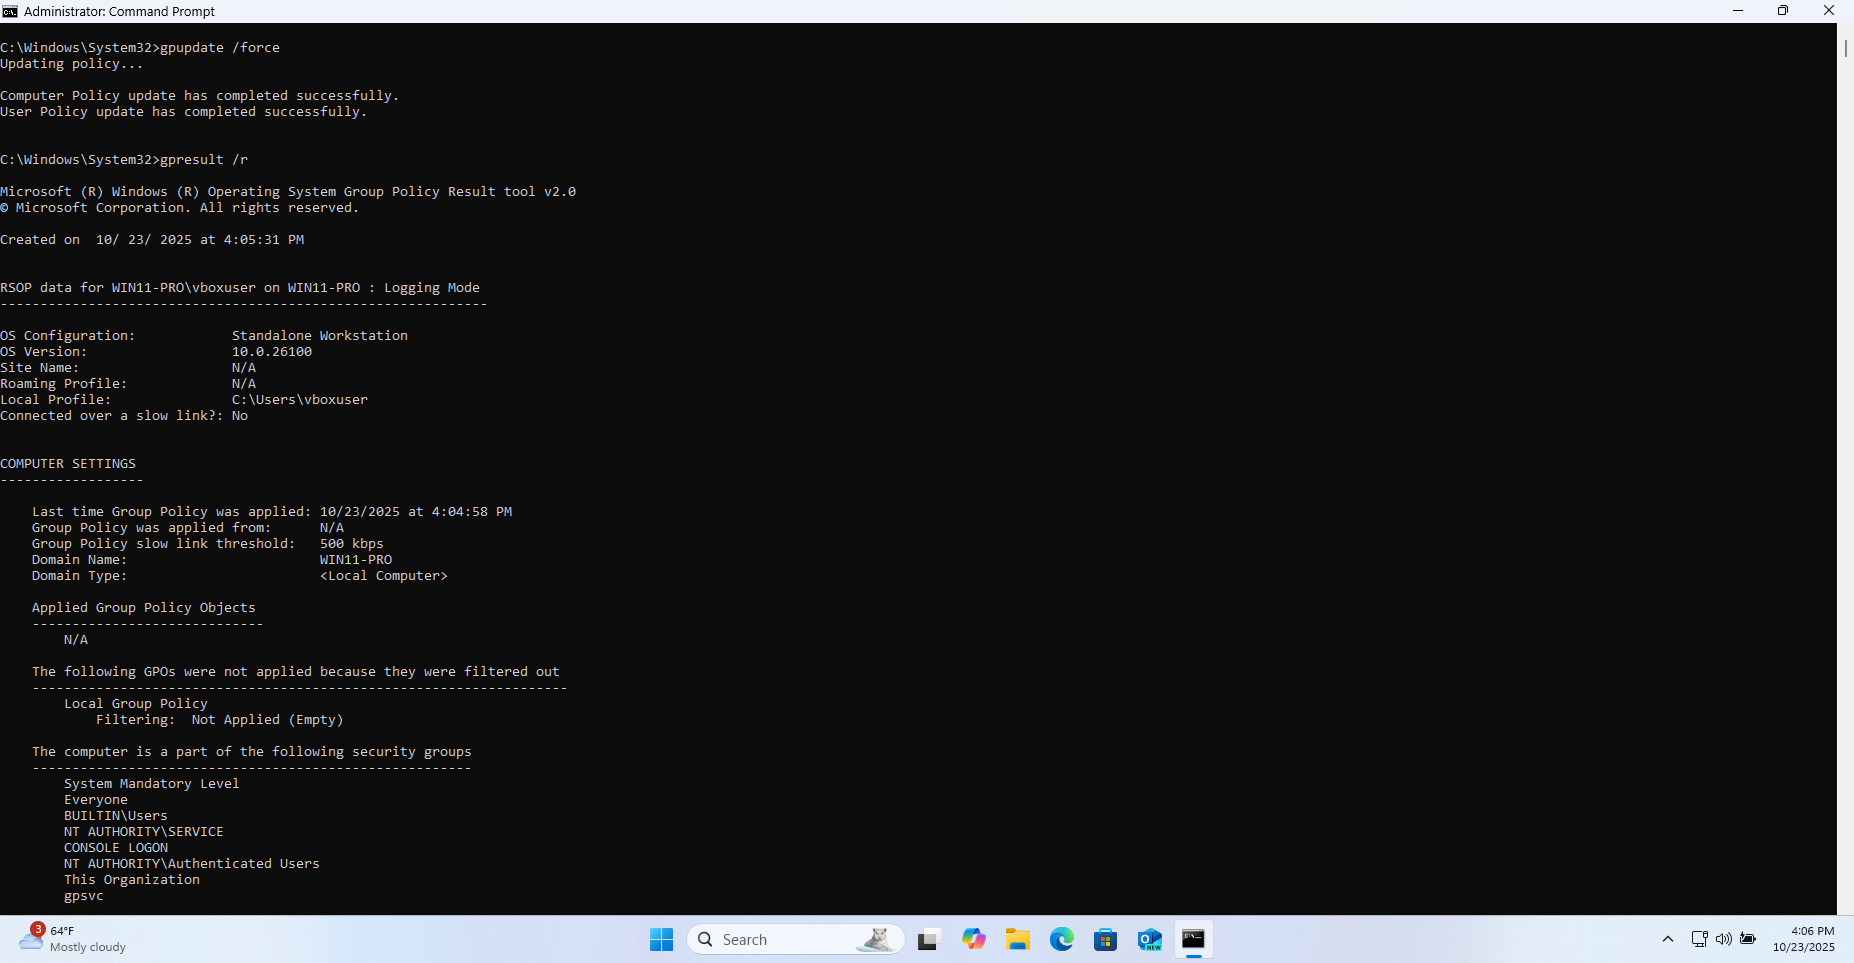 Administrator: Command Prompt
C:\Windows\System32>gpupdate /force
Updating policy...
Computer Policy update has completed successfully.
User Policy update has completed successfully.
C:\Windows\System32>gpresult /r
Microsoft (R) Windows (R) Operating System Group Policy Result tool v2.0
© Microsoft Corporation. All rights reserved.
Created on  10/ 23/ 2025 at 4:05:31 PM
RSOP data for WIN11-PRO\vboxuser on WIN11-PRO : Logging Mode
-------------------------------------------------------------
OS Configuration:            Standalone Workstation
OS Version:                  10.0.26100
Site Name:                   N/A
Roaming Profile:             N/A
Local Profile:               C:\Users\vboxuser
Connected over a slow link?: No
COMPUTER SETTINGS
------------------
    Last time Group Policy was applied: 10/23/2025 at 4:04:58 PM
    Group Policy was applied from:      N/A
    Group Policy slow link threshold:   500 kbps
    Domain Name:                        WIN11-PRO
    Domain Type:                        <Local Computer>
    Applied Group Policy Objects
    -----------------------------
        N/A
    The following GPOs were not applied because they were filtered out
    -------------------------------------------------------------------
        Local Group Policy
            Filtering:  Not Applied (Empty)
    The computer is a part of the following security groups
    -------------------------------------------------------
        System Mandatory Level
        Everyone
        BUILTIN\Users
        NT AUTHORITY\SERVICE
        CONSOLE LOGON
        NT AUTHORITY\Authenticated Users
        This Organization
        gpsvc
3
64°F
Mostly cloudy
Search
NEW
4:06 PM
10/23/2025